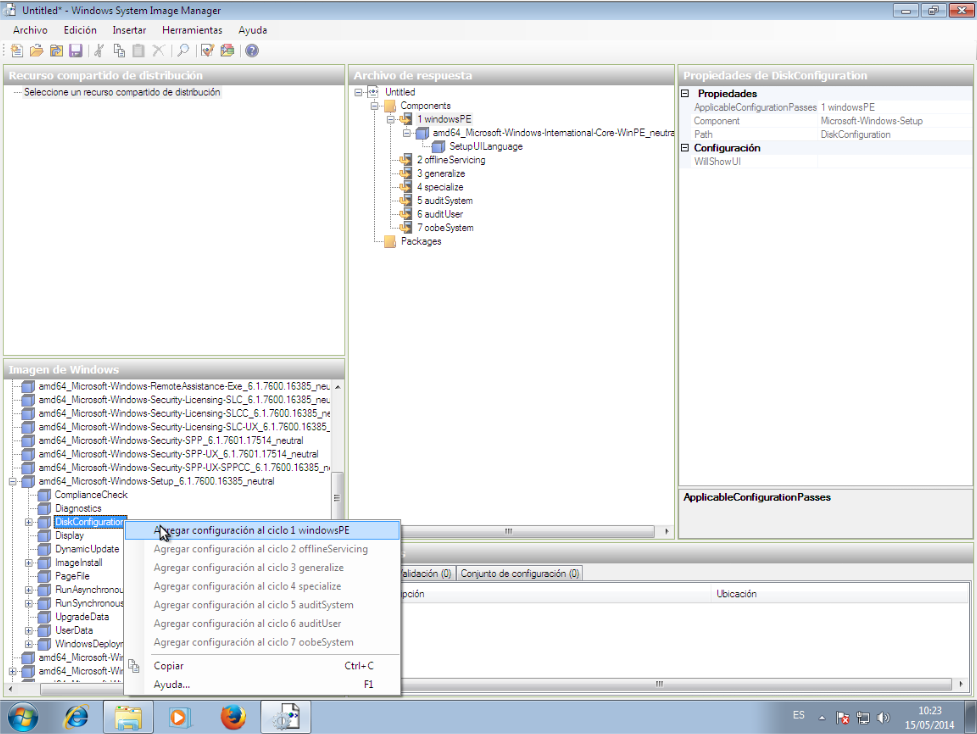 Untitled* - Windows System Image Manager
Archivo Edición Insertar Herramientas Ayuda
Recurso compartido de distribución
Seleccione un recurso compartido de distribución
Archivo de respuesta
Untitled
Components
1 windowsPE
amd64_Microsoft-Windows-International-Core-WinPE_neutra
SetupUILanguage
2 offlineServicing
3 generalize
4 specialize
5 auditSystem
6 auditUser
7 oobeSystem
Packages
Propiedades de DiskConfiguration
Propiedades
ApplicableConfigurationPasses 1 windowsPE
Component Microsoft-Windows-Setup
Path DiskConfiguration
Configuración
WillShowUI
ApplicableConfigurationPasses
Imagen de Windows
amd64_Microsoft-Windows-RemoteAssistance-Exe_6.1.7600.16385_neu
amd64_Microsoft-Windows-Security-Licensing-SLC_6.1.7600.16385_neu
amd64_Microsoft-Windows-Security-Licensing-SLCC_6.1.7600.16385_ne
amd64_Microsoft-Windows-Security-Licensing-SLC-UX_6.1.7600.16385_
amd64_Microsoft-Windows-Security-SPP_6.1.7601.17514_neutral
amd64_Microsoft-Windows-Security-SPP-UX_6.1.7601.17514_neutral
amd64_Microsoft-Windows-Security-SPP-UX-SPPCC_6.1.7600.16385_n
amd64_Microsoft-Windows-Setup_6.1.7600.16385_neutral
ComplianceCheck
Diagnostics
DiskConfiguration
Display
DynamicUpdate
ImageInstall
PageFile
RunAsynchronou
RunSynchronous
UpgradeData
UserData
WindowsDeploym
amd64_Microsoft-Wi
amd64_Microsoft-Wi
Agregar configuración al ciclo 1 windowsPE
Agregar configuración al ciclo 2 offlineServicing
Agregar configuración al ciclo 3 generalize
Agregar configuración al ciclo 4 specialize
Agregar configuración al ciclo 5 auditSystem
Agregar configuración al ciclo 6 auditUser
Agregar configuración al ciclo 7 oobeSystem
Copiar Ctrl+C
Ayuda... F1
alidación (0) Conjunto de configuración (0)
ipción Ubicación
ES
10:23
15/05/2014